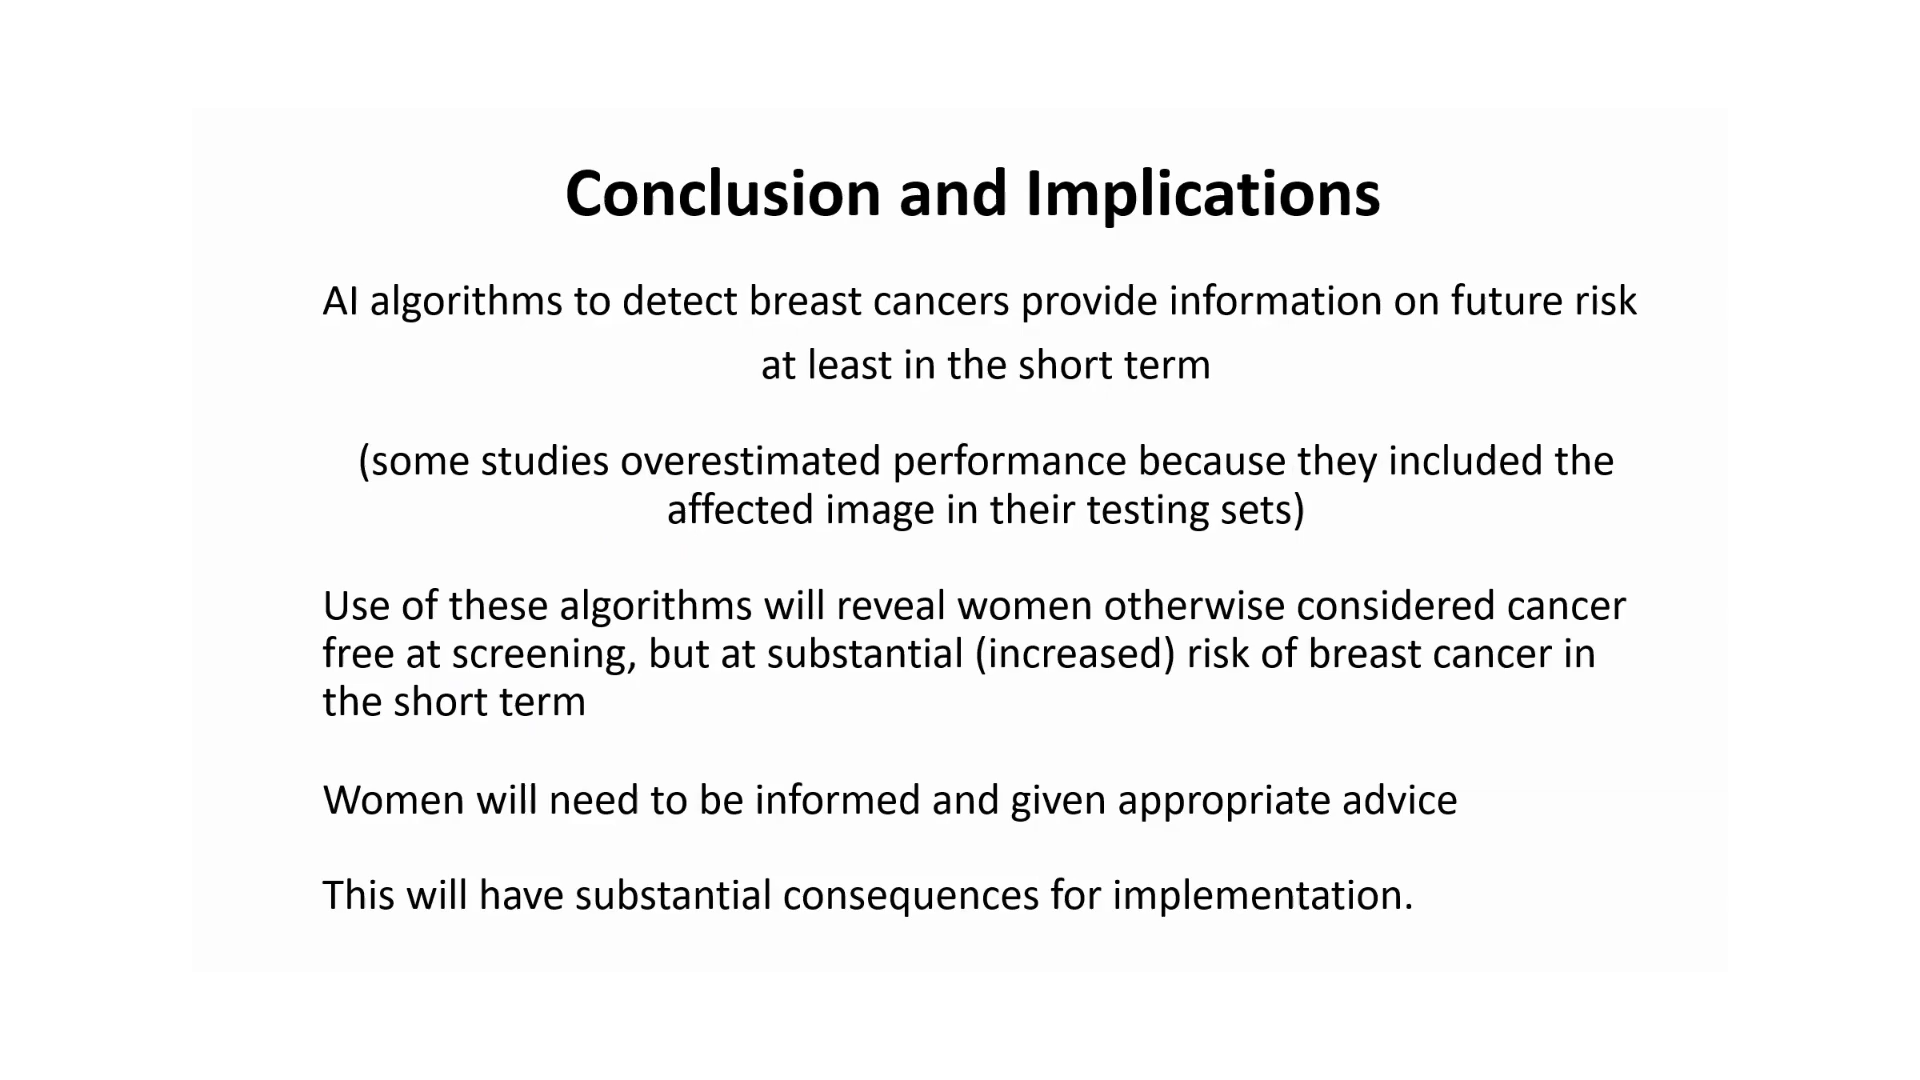 Conclusion and Implications
AI algorithms to detect breast cancers provide information on future risk
at least in the short term
(some studies overestimated performance because they included the
affected image in their testing sets)
Use of these algorithms will reveal women otherwise considered cancer
free at screening, but at substantial (increased) risk of breast cancer in
the short term
Women will need to be informed and given appropriate advice
This will have substantial consequences for implementation.